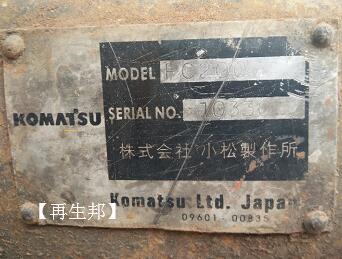 MODEL PC200
KOMATSU SERIAL NO.
株式会社 小松製作所
Komatsu Ltd. Japan
【再生邦】 09601-00835